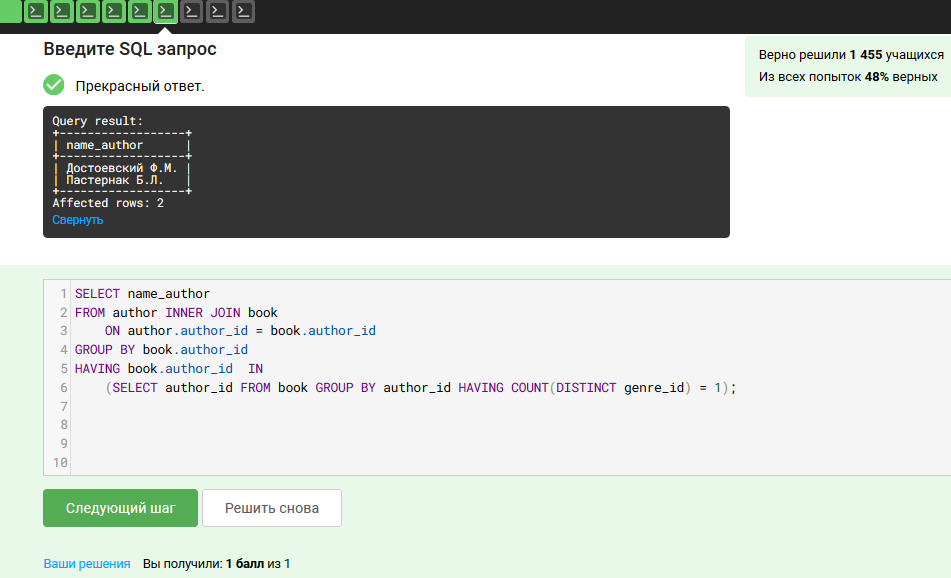 Введите SQL запрос
Верно решили 1 455 учащихся
Из всех попыток 48% верных
Прекрасный ответ.
Query result:
+------------------+
| name_author      |
+------------------+
| Достоевский Ф.М. |
| Пастернак Б.Л.   |
+------------------+
Affected rows: 2
Свернуть
1 SELECT name_author
2 FROM author INNER JOIN book
3     ON author.author_id = book.author_id
4 GROUP BY book.author_id
5 HAVING book.author_id  IN
6     (SELECT author_id FROM book GROUP BY author_id HAVING COUNT(DISTINCT genre_id) = 1);
7
8
9
10
Следующий шаг
Решить снова
Ваши решения Вы получили: 1 балл из 1